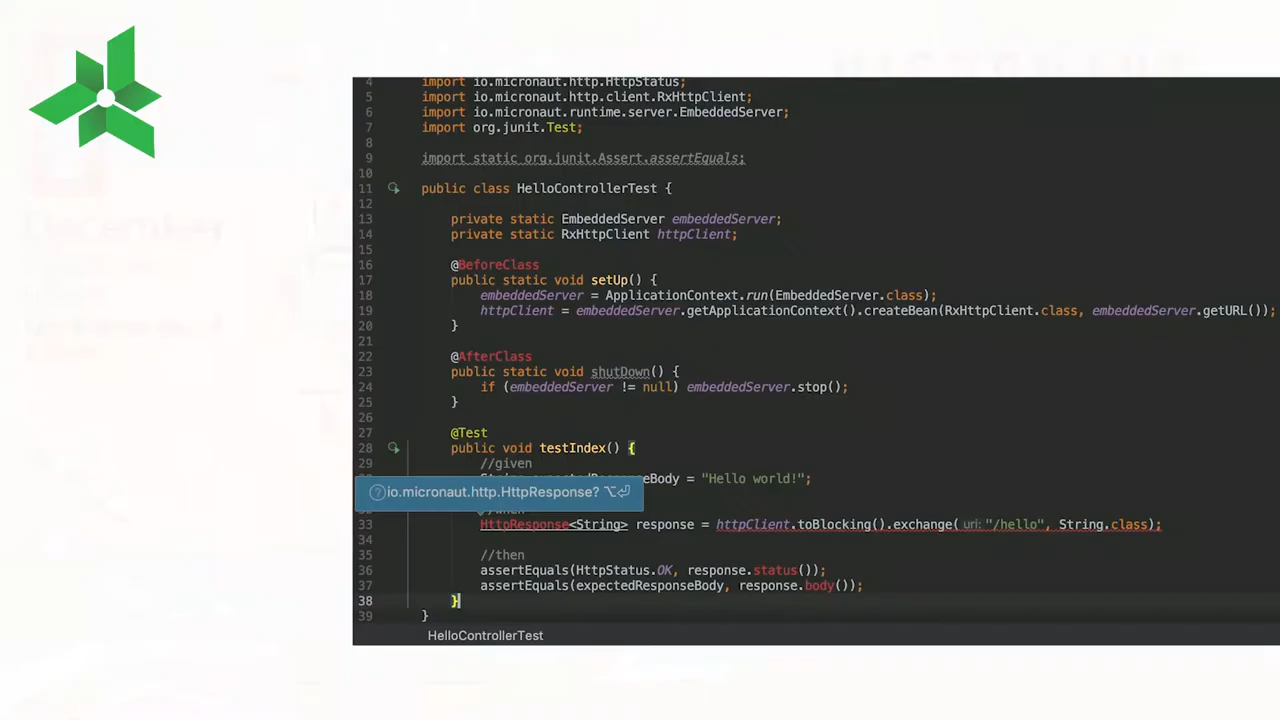 4 import io.micronaut.http.HttpStatus;
5 import io.micronaut.http.client.RxHttpClient;
6 import io.micronaut.runtime.server.EmbeddedServer;
7 import org.junit.Test;
8
9 import static org.junit.Assert.assertEquals;
10
11 public class HelloControllerTest {
12
13 private static EmbeddedServer embeddedServer;
14 private static RxHttpClient httpClient;
15
16 @BeforeClass
17 public static void setUp() {
18 embeddedServer = ApplicationContext.run(EmbeddedServer.class);
19 httpClient = embeddedServer.getApplicationContext().createBean(RxHttpClient.class, embeddedServer.getURL());
20 }
21
22 @AfterClass
23 public static void shutDown() {
24 if (embeddedServer != null) embeddedServer.stop();
25 }
26
27 @Test
28 public void testIndex() {
29 //given
Body = "Hello world!";
io.micronaut.http.HttpResponse? ⌥⏎
33 HttpResponse<String> response = httpClient.toBlocking().exchange( uri: "/hello", String.class);
34
35 //then
36 assertEquals(HttpStatus.OK, response.status());
37 assertEquals(expectedResponseBody, response.body());
38 }
39 }
HelloControllerTest
December